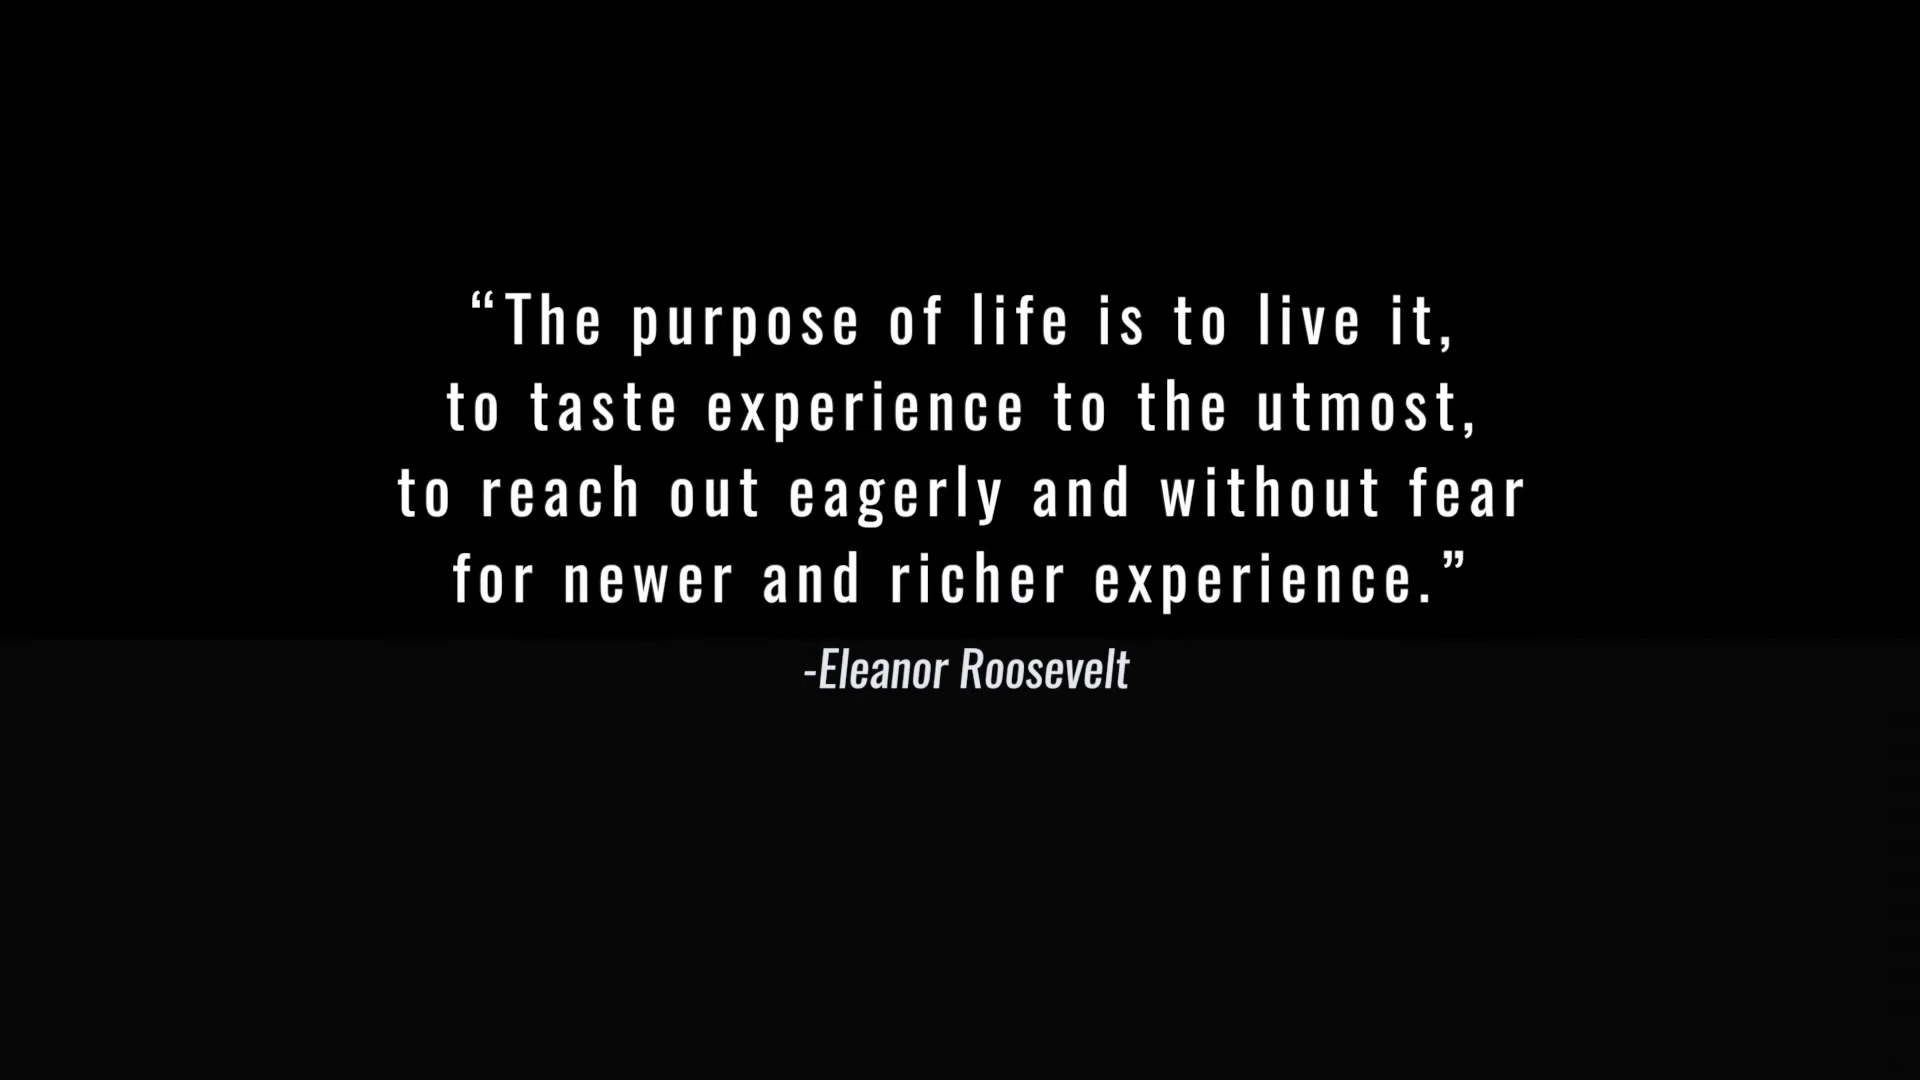 “The purpose of life is to live it,
to taste experience to the utmost,
to reach out eagerly and without fear
for newer and richer experience.”
-Eleanor Roosevelt